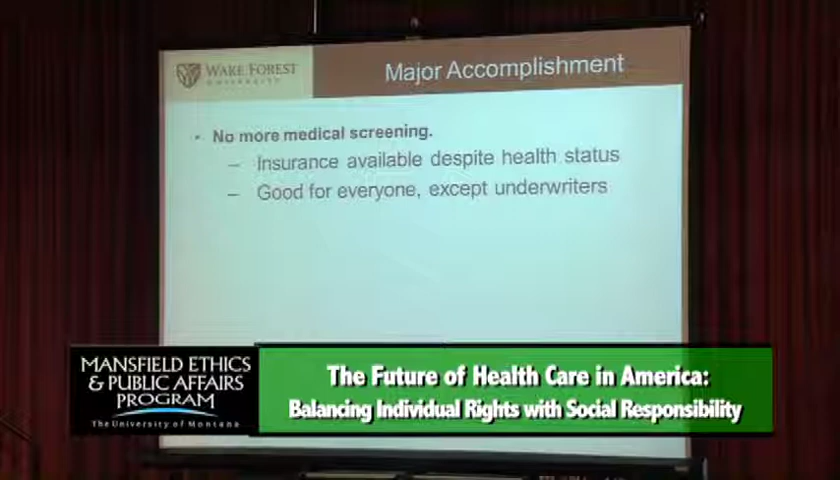 WAKE FOREST
UNIVERSITY
Major Accomplishment
• No more medical screening.
– Insurance available despite health status
– Good for everyone, except underwriters
MANSFIELD ETHICS
& PUBLIC AFFAIRS
PROGRAM
The University of Montana
The Future of Health Care in America:
Balancing Individual Rights with Social Responsibility